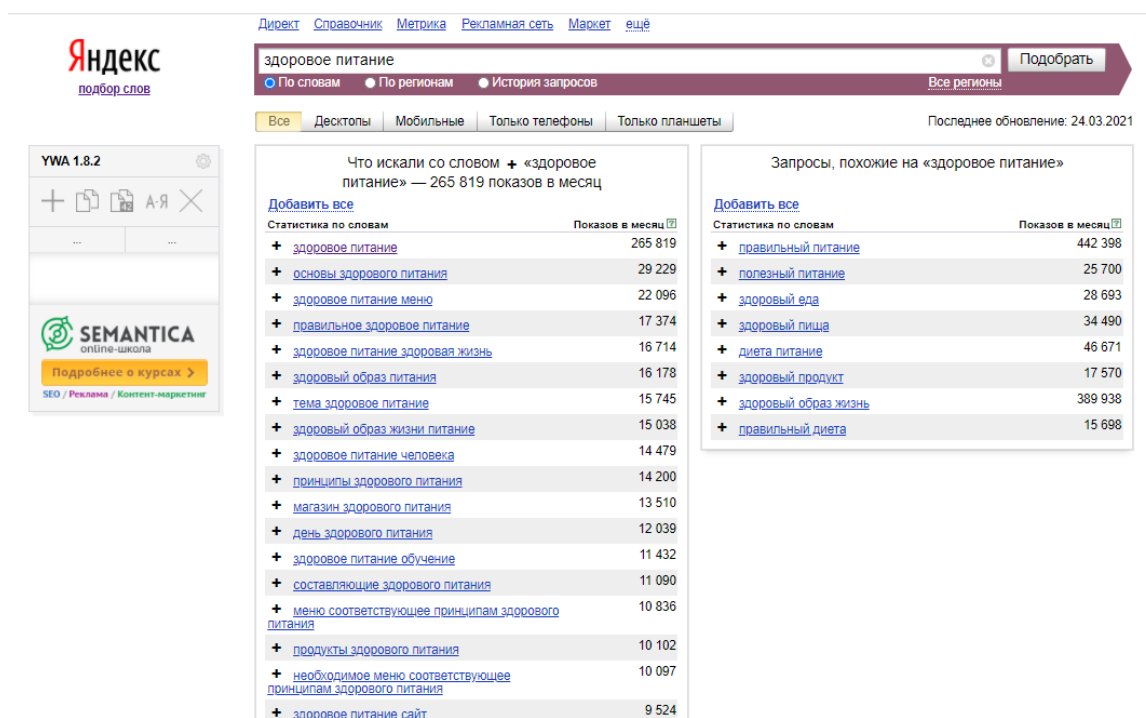 Директ Справочник Метрика Рекламная сеть Маркет ещё
Яндекс
подбор слов
здоровое питание
Подобрать
По словам По регионам История запросов Все регионы
Все Десктопы Мобильные Только телефоны Только планшеты Последнее обновление: 24.03.2021
YWA 1.8.2
А-Я
... ...
SEMANTICA
online-школа
Подробнее о курсах >
SEO / Реклама / Контент-маркетинг
Что искали со словом + «здоровое
питание» — 265 819 показов в месяц
Добавить все
Статистика по словам Показов в месяц ?
+ здоровое питание 265 819
+ основы здорового питания 29 229
+ здоровое питание меню 22 096
+ правильное здоровое питание 17 374
+ здоровое питание здоровая жизнь 16 714
+ здоровый образ питания 16 178
+ тема здоровое питание 15 745
+ здоровый образ жизни питание 15 038
+ здоровое питание человека 14 479
+ принципы здорового питания 14 200
+ магазин здорового питания 13 510
+ день здорового питания 12 039
+ здоровое питание обучение 11 432
+ составляющие здорового питания 11 090
+ меню соответствующее принципам здорового 10 836
питания
+ продукты здорового питания 10 102
+ необходимое меню соответствующее 10 097
принципам здорового питания
+ здоровое питание сайт 9 524
Запросы, похожие на «здоровое питание»
Добавить все
Статистика по словам Показов в месяц ?
+ правильный питание 442 398
+ полезный питание 25 700
+ здоровый еда 28 693
+ здоровый пища 34 490
+ диета питание 46 671
+ здоровый продукт 17 570
+ здоровый образ жизнь 389 938
+ правильный диета 15 698